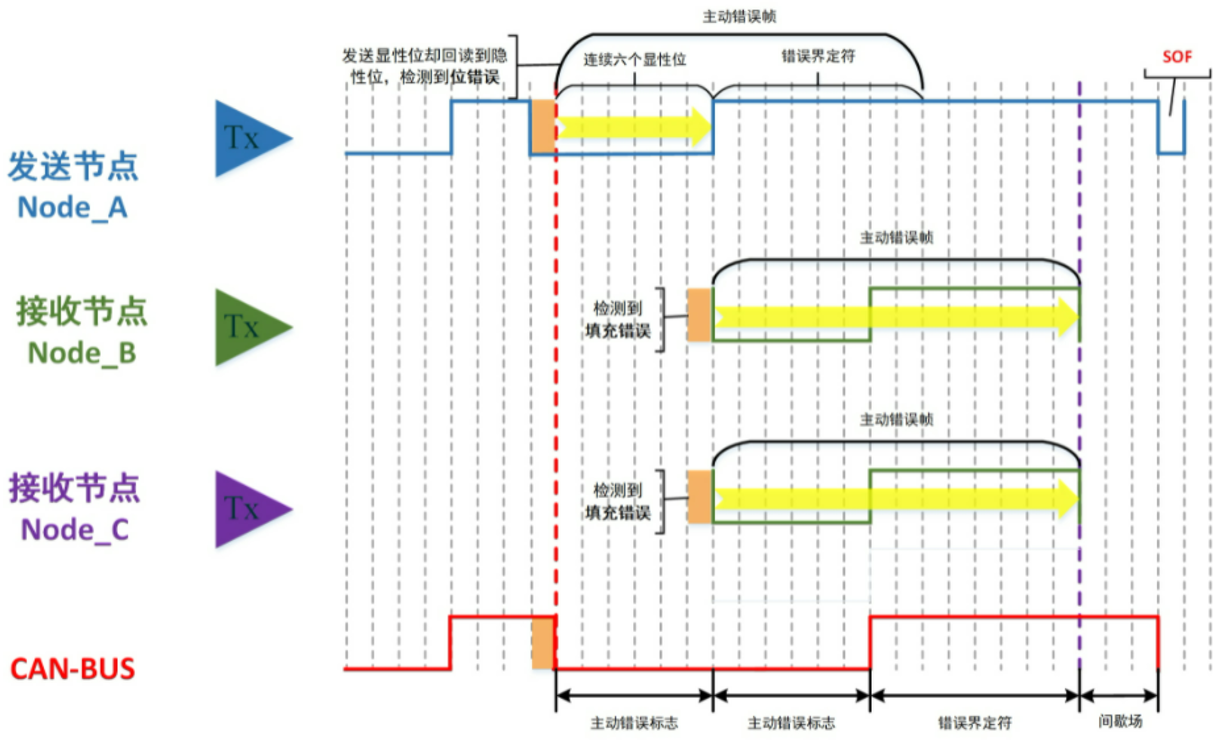 主动错误帧
发送显性位却回读到隐
性位，检测到位错误
连续六个显性位
错误界定符
SOF
Tx
发送节点
Node_A
主动错误帧
检测到
填充错误
Tx
接收节点
Node_B
主动错误帧
检测到
填充错误
Tx
接收节点
Node_C
CAN-BUS
主动错误标志
主动错误标志
错误界定符
间歇场